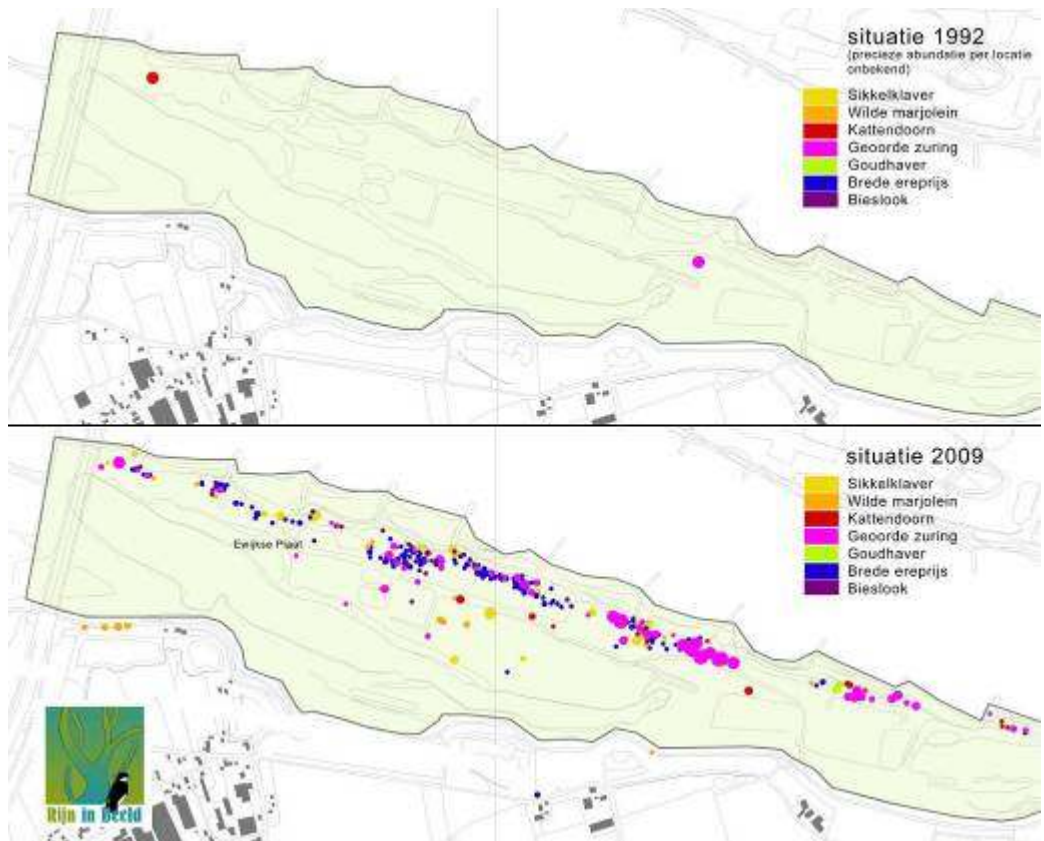 situatie 1992
(precieze abundatie per locatie
onbekend)
Sikkelklaver
Wilde marjolein
Kattendoorn
Geoorde zuring
Goudhaver
Brede ereprijs
Bieslook
situatie 2009
Sikkelklaver
Wilde marjolein
Kattendoorn
Geoorde zuring
Goudhaver
Brede ereprijs
Bieslook
Ewijkse Plaat
Rijn in Beeld